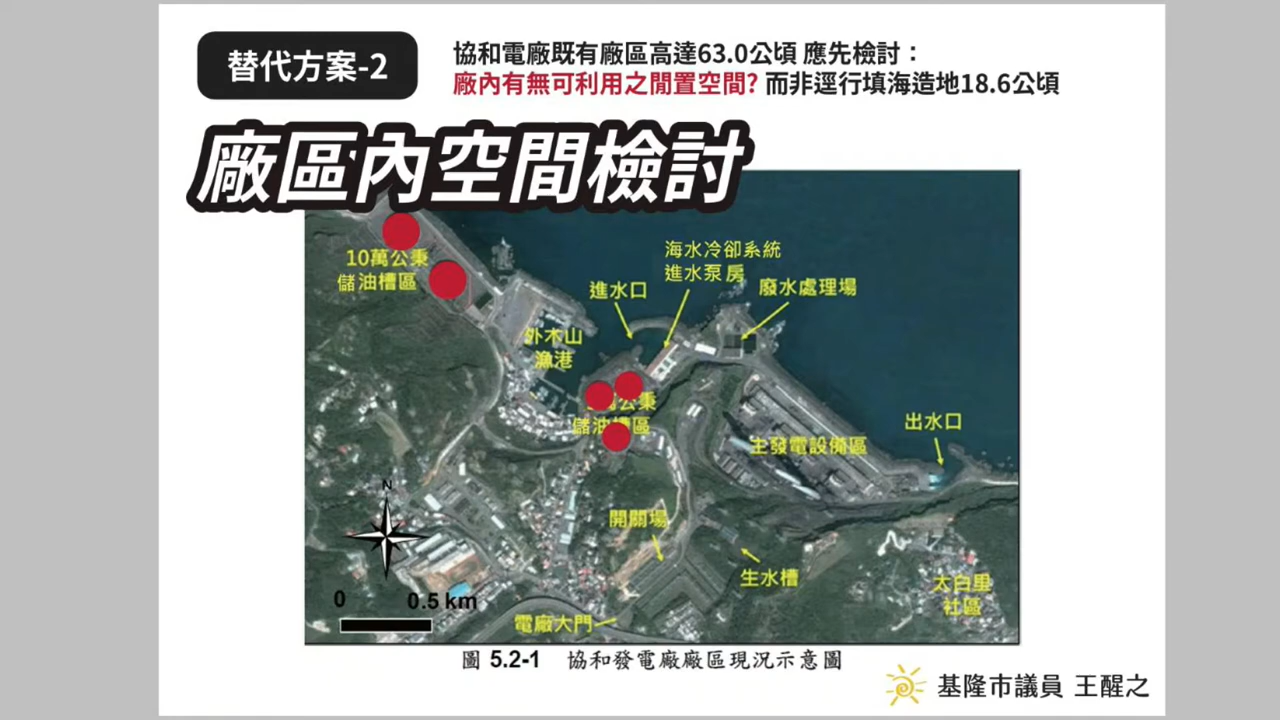 替代方案-2
協和電廠既有廠區高達63.0公頃 應先檢討：
廠內有無可利用之閒置空間? 而非逕行填海造地18.6公頃
廠區內空間檢討
10萬公秉
儲油槽區
海水冷卻系統
進水泵房
進水口
廢水處理場
外木山
漁港
公秉
儲油槽區
出水口
主發電設備區
開關場
生水槽
太白里
社區
電廠大門
N
0 0.5 km
圖 5.2-1 協和發電廠廠區現況示意圖
基隆市議員 王醒之